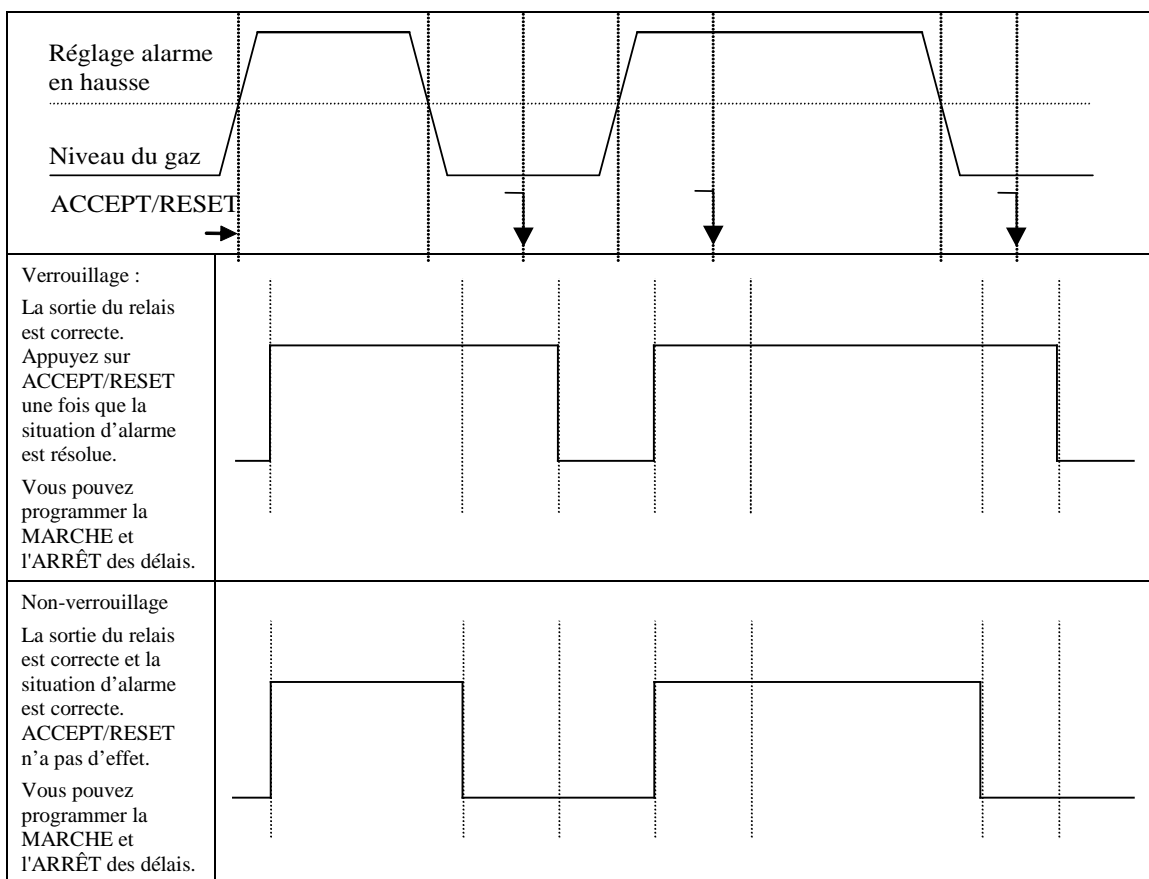 Réglage alarme
en hausse
Niveau du gaz
ACCEPT/RESET
Verrouillage :
La sortie du relais
est correcte.
Appuyez sur
ACCEPT/RESET
une fois que la
situation d’alarme
est résolue.
Vous pouvez
programmer la
MARCHE et
l'ARRÊT des délais.
Non-verrouillage
La sortie du relais
est correcte et la
situation d’alarme
est correcte.
ACCEPT/RESET
n’a pas d’effet.
Vous pouvez
programmer la
MARCHE et
l'ARRÊT des délais.